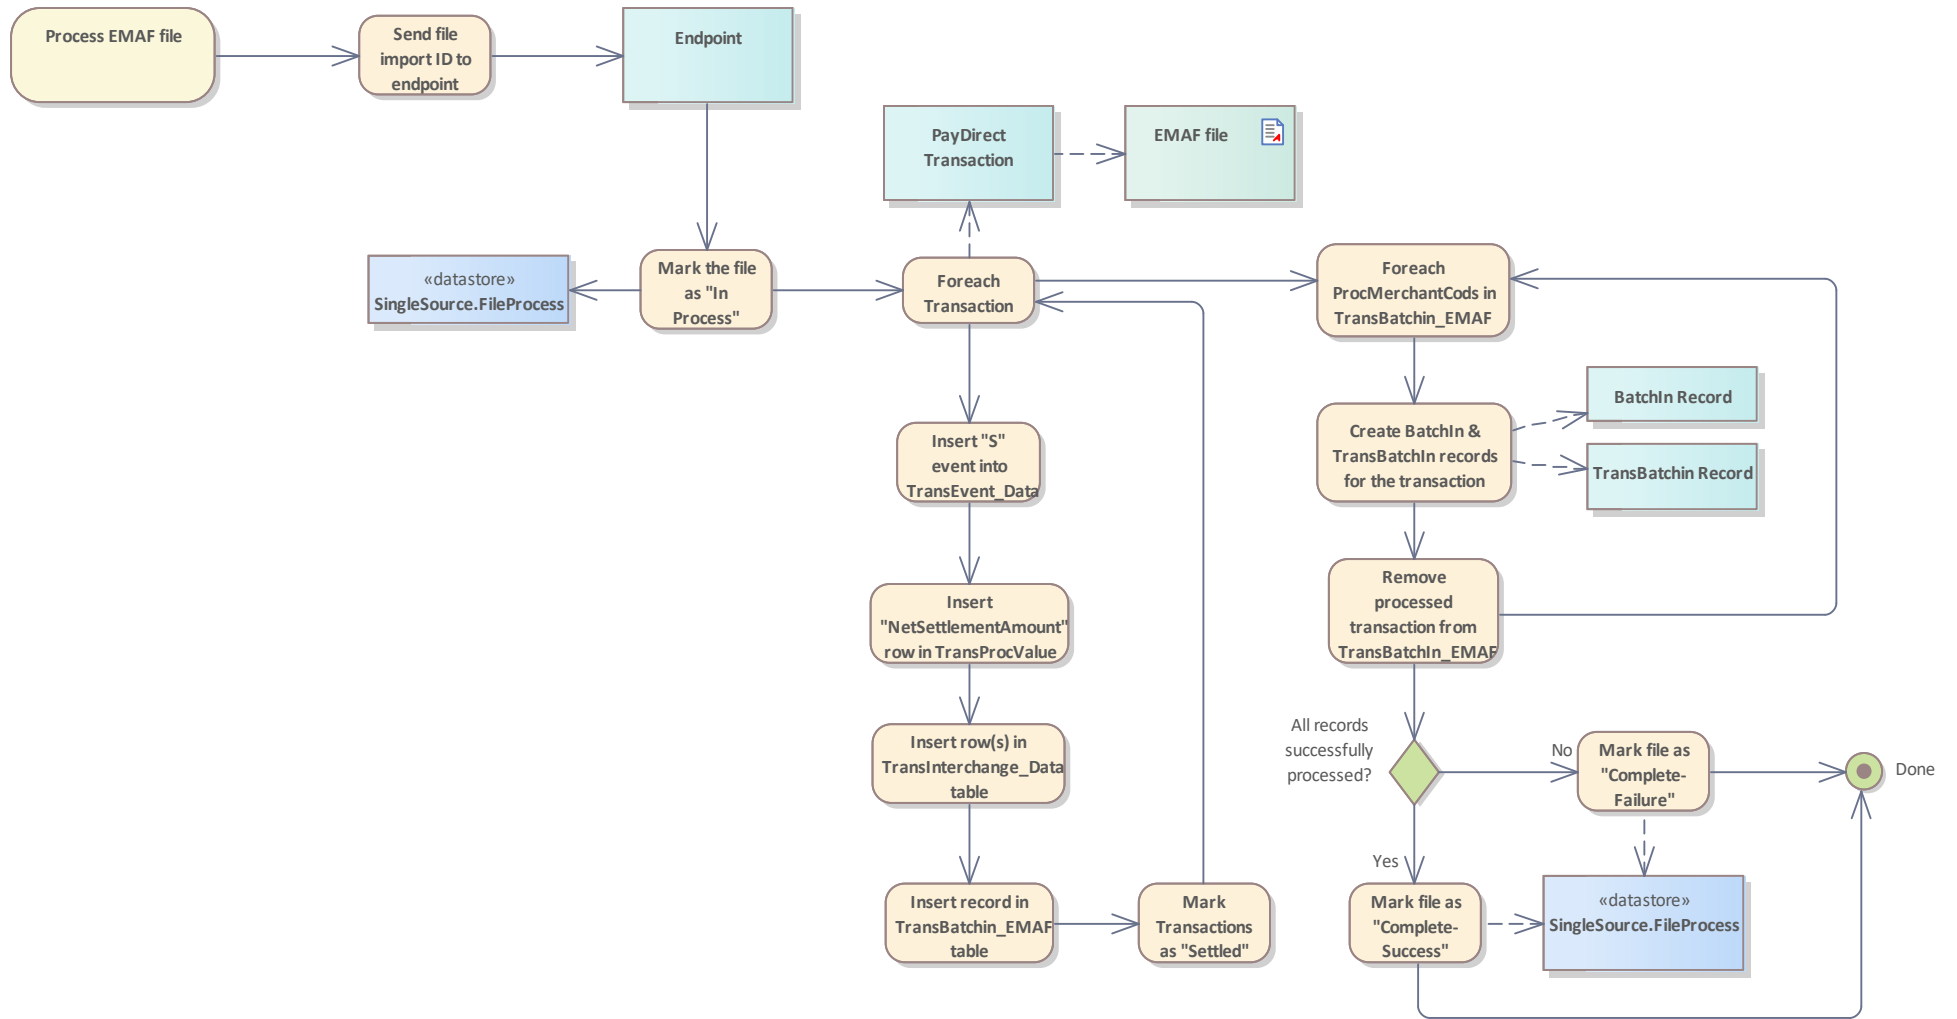 Process EMAF file
Send file
import ID to
endpoint
Endpoint
PayDirect
Transaction
EMAF file
«datastore»
SingleSource.FileProcess
Mark the file
as "In
Process"
Foreach
Transaction
Foreach
ProcMerchantCods in
TransBatchin_EMAF
BatchIn Record
TransBatchin Record
Create BatchIn &
TransBatchIn records
for the transaction
Insert "S"
event into
TransEvent_Data
Insert
"NetSettlementAmount"
row in TransProcValue
Remove
processed
transaction from
TransBatchIn_EMAF
Insert row(s) in
TransInterchange_Data
table
All records
successfully
processed?
No
Mark file as
"Complete-
Failure"
Done
Yes
Insert record in
TransBatchin_EMAF
table
Mark
Transactions
as "Settled"
Mark file as
"Complete-
Success"
«datastore»
SingleSource.FileProcess